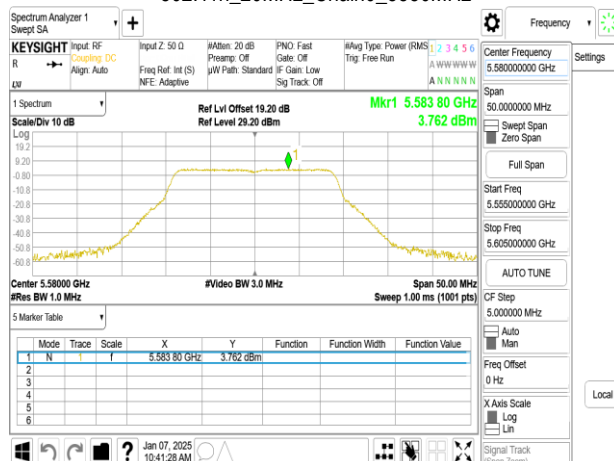 Spectrum Analyzer 1
Swept SA
KEYSIGHT
R
Input: RF
Coupling: DC
Align: Auto
Input Z: 50 Ω
Freq Ref: Int (S)
NFE: Adaptive
#Atten: 20 dB
Preamp: Off
µW Path: Standard
PNO: Fast
Gate: Off
IF Gain: Low
Sig Track: Off
#Avg Type: Power (RMS
Trig: Free Run
1 2 3 4 5 6
A W W W W W
A N N N N N
1 Spectrum
Scale/Div 10 dB
Ref Lvl Offset 19.20 dB
Ref Level 29.20 dBm
Mkr1 5.583 80 GHz
3.762 dBm
Log
19.2
9.20
-0.80
-10.8
-20.8
-30.8
-40.8
-50.8
-60.8
1
Center 5.58000 GHz
#Res BW 1.0 MHz
#Video BW 3.0 MHz
Span 50.00 MHz
Sweep 1.00 ms (1001 pts)
5 Marker Table
Mode Trace Scale X Y Function Function Width Function Value
1 N 1 f 5.583 80 GHz 3.762 dBm
2
3
4
5
6
Jan 07, 2025
10:41:28 AM
Frequency
Settings
Center Frequency
5.580000000 GHz
Span
50.0000000 MHz
Swept Span
Zero Span
Full Span
Start Freq
5.555000000 GHz
Stop Freq
5.605000000 GHz
AUTO TUNE
CF Step
5.000000 MHz
Auto
Man
Freq Offset
0 Hz
X Axis Scale
Log
Lin
Signal Track
Local